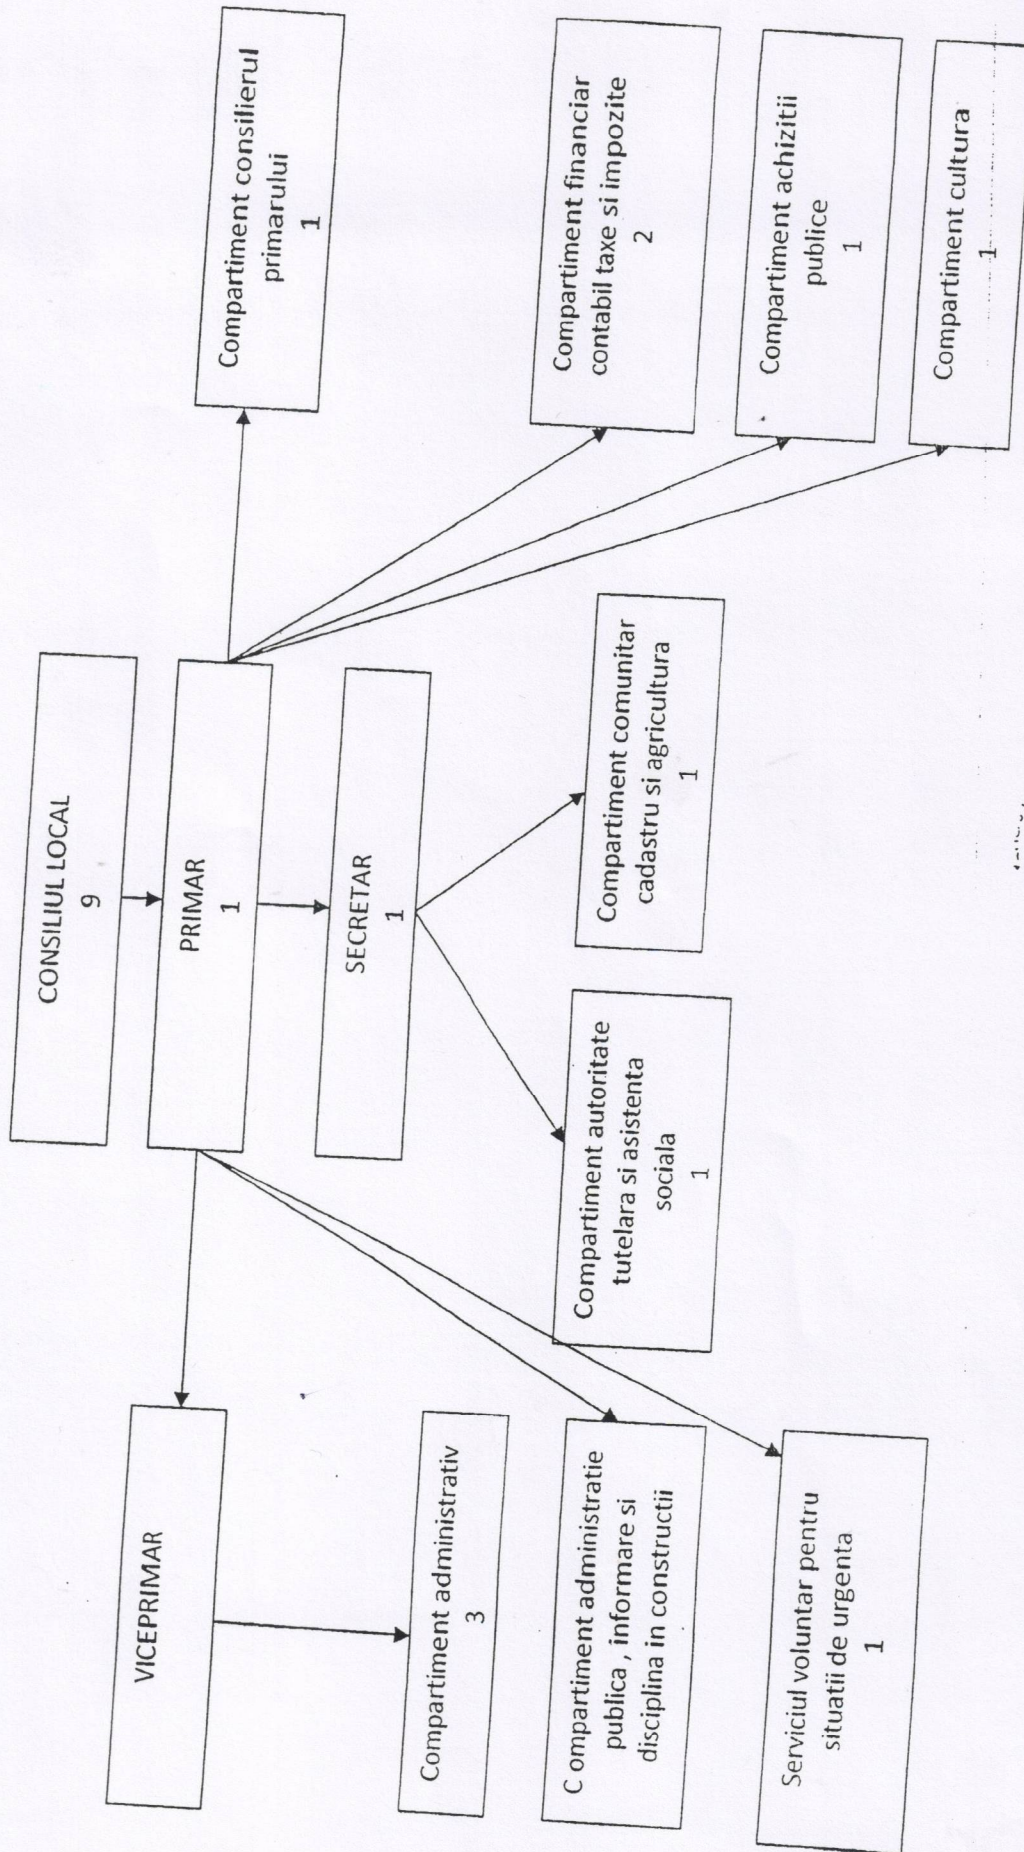 CONSILIUL LOCAL
9
PRIMAR
1
SECRETAR
1
VICEPRIMAR
Compartiment consilierul
primarului
1
Compartiment administrativ
3
C ompartiment administratie
publica , informare si
disciplina in constructii
Serviciul voluntar pentru
situatii de urgenta
1
Compartiment autoritate
tutelara si asistenta
sociala
1
Compartiment comunitar
cadastru si agricultura
1
Compartiment financiar
contabil taxe si impozite
2
Compartiment achizitii
publice
1
Compartiment cultura
1